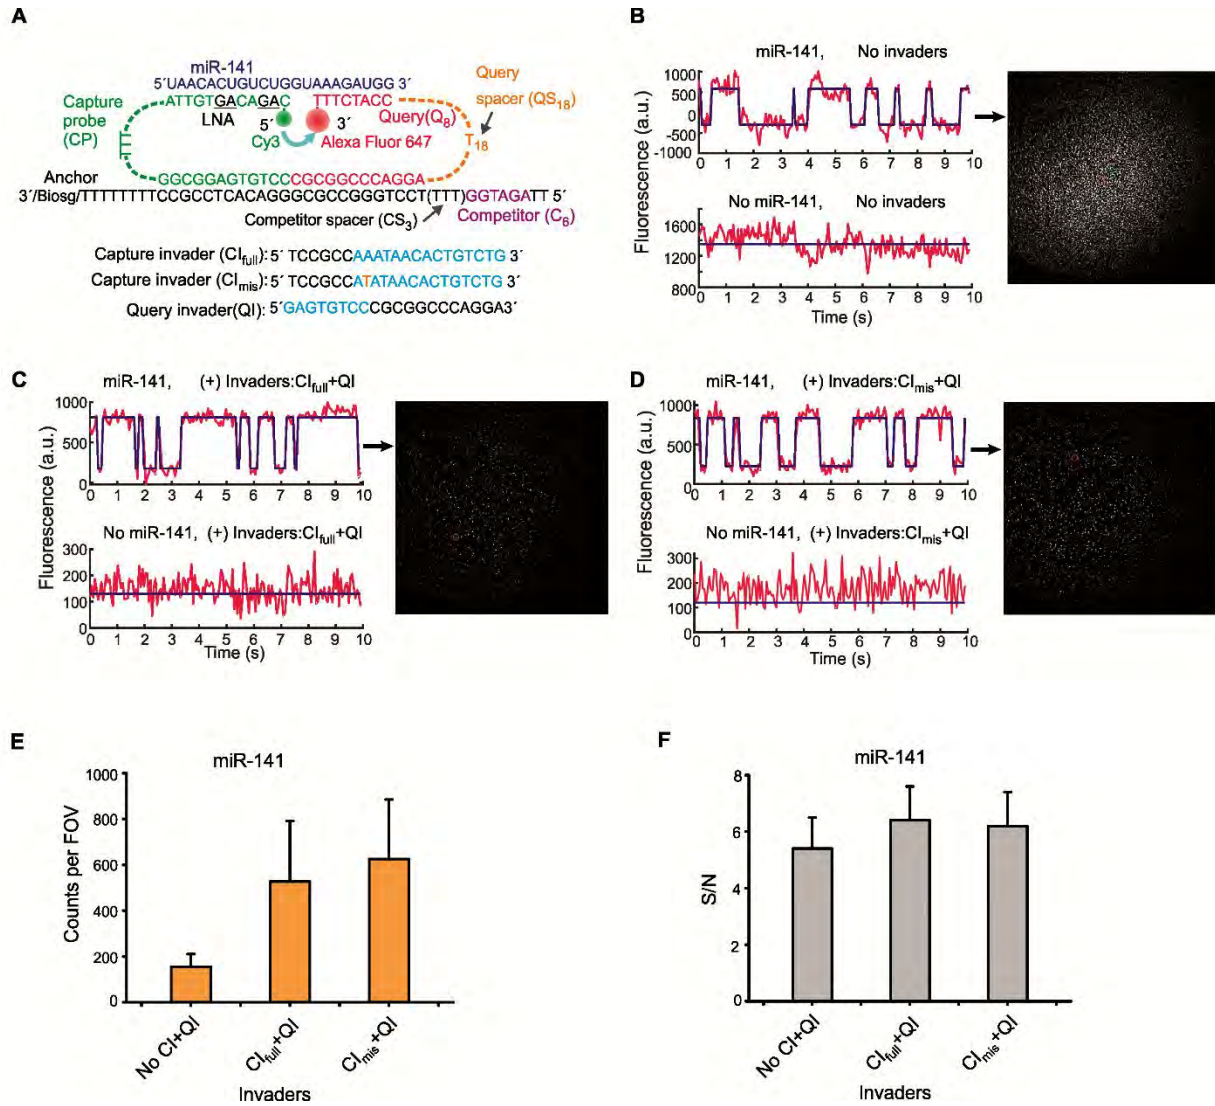 A
miR-141
5´UAACACUGUCUGGUAAAGAUGG 3´
ATTGTGACAGAC TTTCTACC
LNA
Capture
probe (CP)
TTT
5´
Cy3
3´
Alexa Fluor 647
Query(Q8)
Query
spacer (QS18)
T18
GGCGGAGTGTCCCGCGGCCCAGGA
Anchor
3´/Biosg/TTTTTTTTCCGCCTCACAGGGCGCCGGGTCCT(TTT)GGTAGATT 5´
Competitor spacer (CS3)
Competitor (C6)
Capture invader (CIfull): 5´ TCCGCCAAATAACACTGTCTG 3´
Capture invader (CImis): 5´ TCCGCCATATAACACTGTCTG 3´
Query invader(QI): 5´GAGTGTCCCGCGGCCCAGGA3´
B
miR-141, No invaders
1000
500
0
-500
-1000
0 1 2 3 4 5 6 7 8 9 10
No miR-141, No invaders
1800
1400
1200
800
0 1 2 3 4 5 6 7 8 9 10
Fluorescence (a.u.)
Time (s)
C
miR-141, (+) Invaders:CIfull+QI
1000
500
0
0 1 2 3 4 5 6 7 8 9 10
No miR-141, (+) Invaders:CIfull+QI
300
200
100
0
0 1 2 3 4 5 6 7 8 9 10
Fluorescence (a.u.)
Time (s)
D
miR-141, (+) Invaders:CImis+QI
1000
500
0
0 1 2 3 4 5 6 7 8 9 10
No miR-141, (+) Invaders:CImis+QI
300
200
100
0
0 1 2 3 4 5 6 7 8 9 10
Fluorescence (a.u.)
Time (s)
E
miR-141
Counts per FOV
1000
800
600
400
200
0
No CI+QI
CIfull+QI
CImis+QI
Invaders
F
miR-141
S/N
8
6
4
2
0
No CI+QI
CIfull+QI
CImis+QI
Invaders